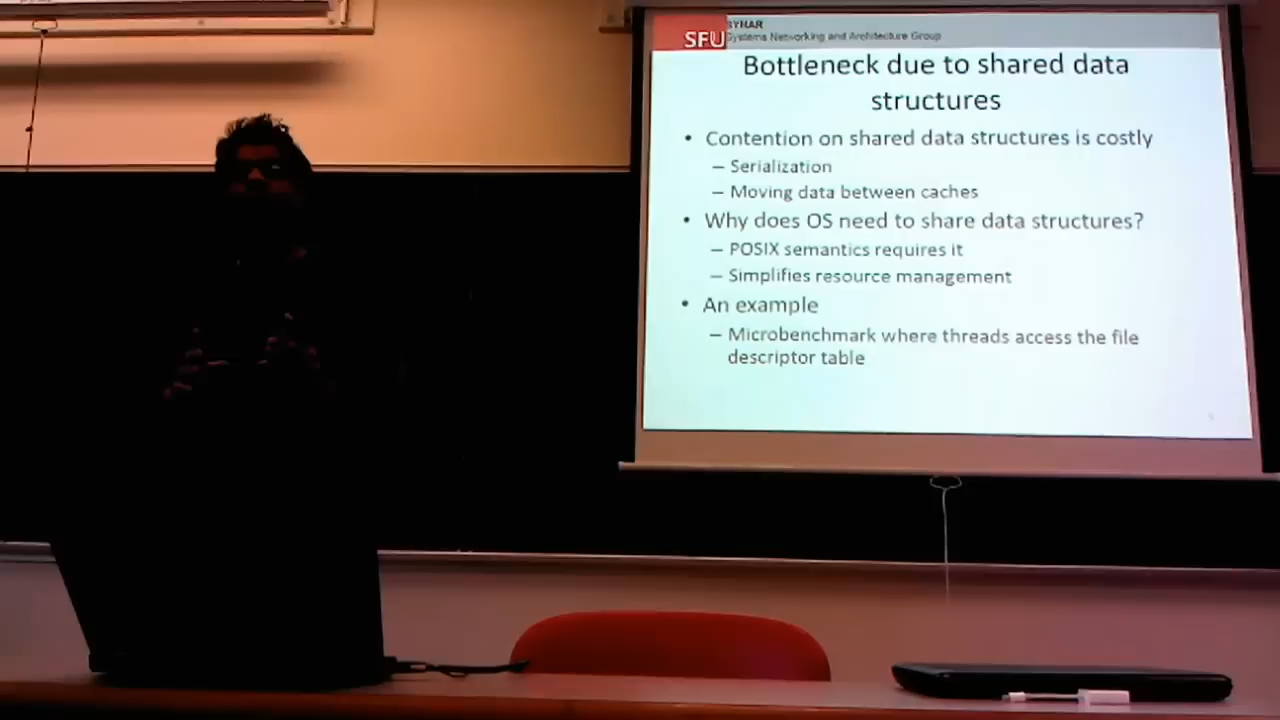 SYNAR
SFU Systems Networking and Architecture Group
Bottleneck due to shared data
structures
• Contention on shared data structures is costly
– Serialization
– Moving data between caches
• Why does OS need to share data structures?
– POSIX semantics requires it
– Simplifies resource management
• An example
– Microbenchmark where threads access the file
descriptor table